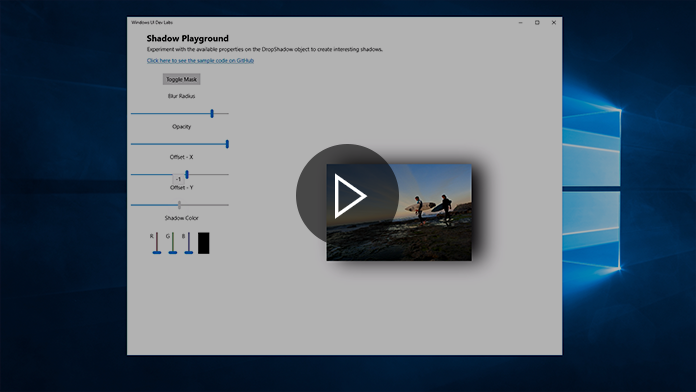 Windows UI Dev Labs
Shadow Playground
Experiment with the available properties on the DropShadow object to create interesting shadows.
Click here to see the sample code on GitHub
Toggle Mask
Blur Radius
Opacity
Offset - X
-1
Offset - Y
Shadow Color
R G B